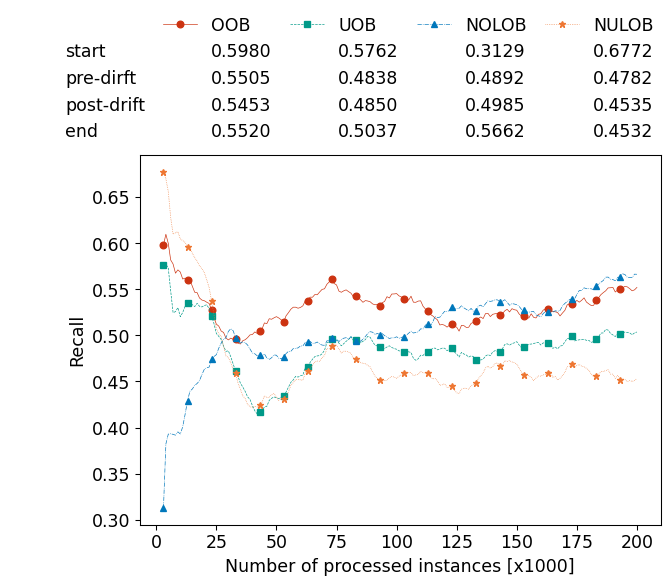 OOB UOB NOLOB NULOB
start 0.5980 0.5762 0.3129 0.6772
pre-dirft 0.5505 0.4838 0.4892 0.4782
post-drift 0.5453 0.4850 0.4985 0.4535
end 0.5520 0.5037 0.5662 0.4532
0.65
0.60
0.55
0.50
0.45
0.40
0.35
0.30
Recall
0 25 50 75 100 125 150 175 200
Number of processed instances [x1000]